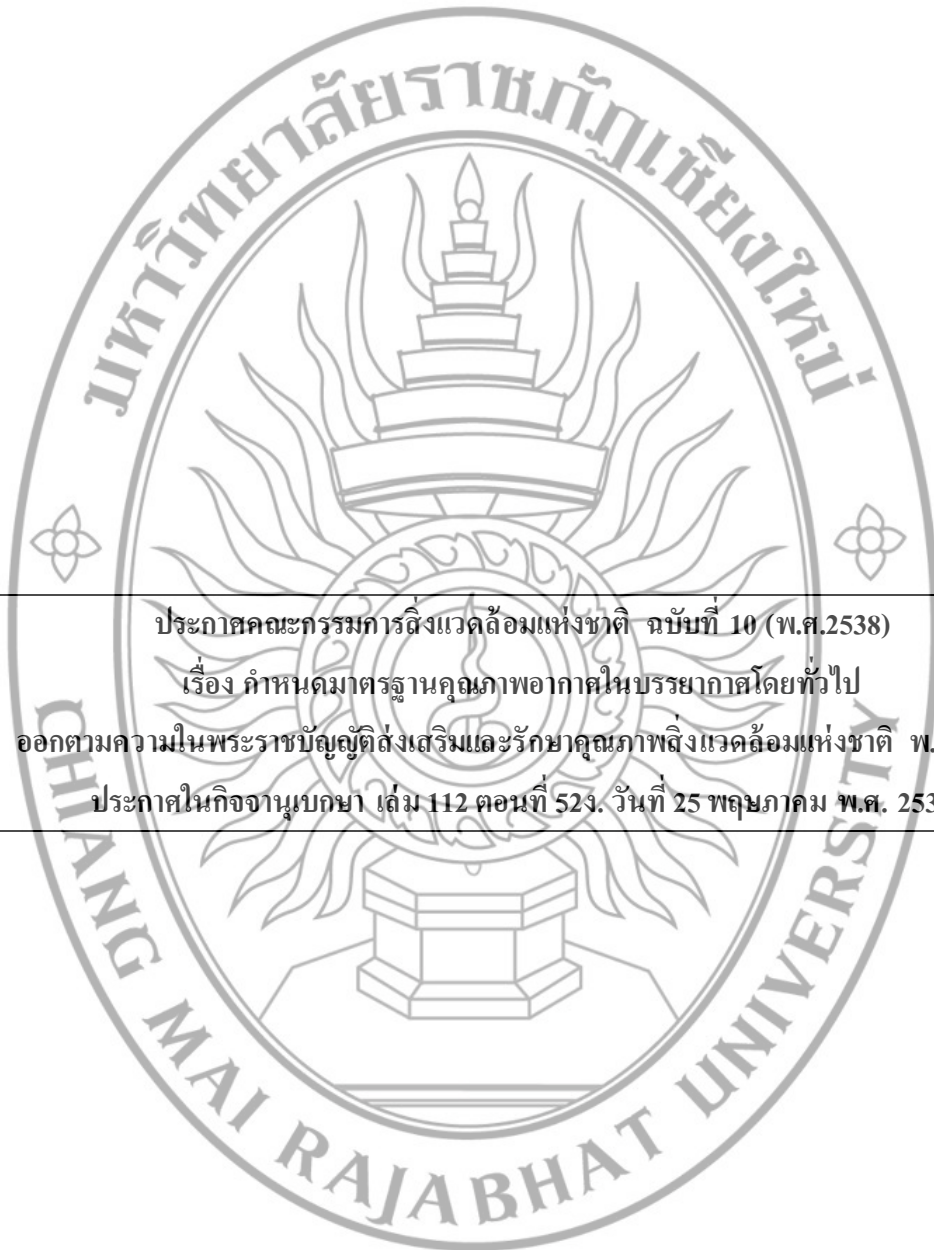 มหาวิทยาลัยราชภัฏเชียงใหม่
ประกาศคณะกรรมการสิ่งแวดล้อมแห่งชาติ ฉบับที่ 10 (พ.ศ.2538)
เรื่อง กำหนดมาตรฐานคุณภาพอากาศในบรรยากาศโดยทั่วไป
ออกตามความในพระราชบัญญัติส่งเสริมและรักษาคุณภาพสิ่งแวดล้อมแห่งชาติ พ.
ประกาศในกิจจานุเบกษา เล่ม 112 ตอนที่ 52ง. วันที่ 25 พฤษภาคม พ.ศ. 253
CHIANG MAI RAJABHAT UNIVERSITY